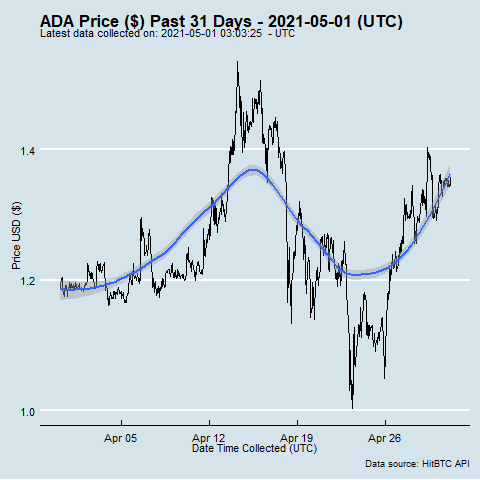 ADA Price ($) Past 31 Days - 2021-05-01 (UTC)
Latest data collected on: 2021-05-01 03:03:25 - UTC
1.4
1.2
1.0
Price USD ($)
Apr 05 Apr 12 Apr 19 Apr 26
Date Time Collected (UTC)
Data source: HitBTC API